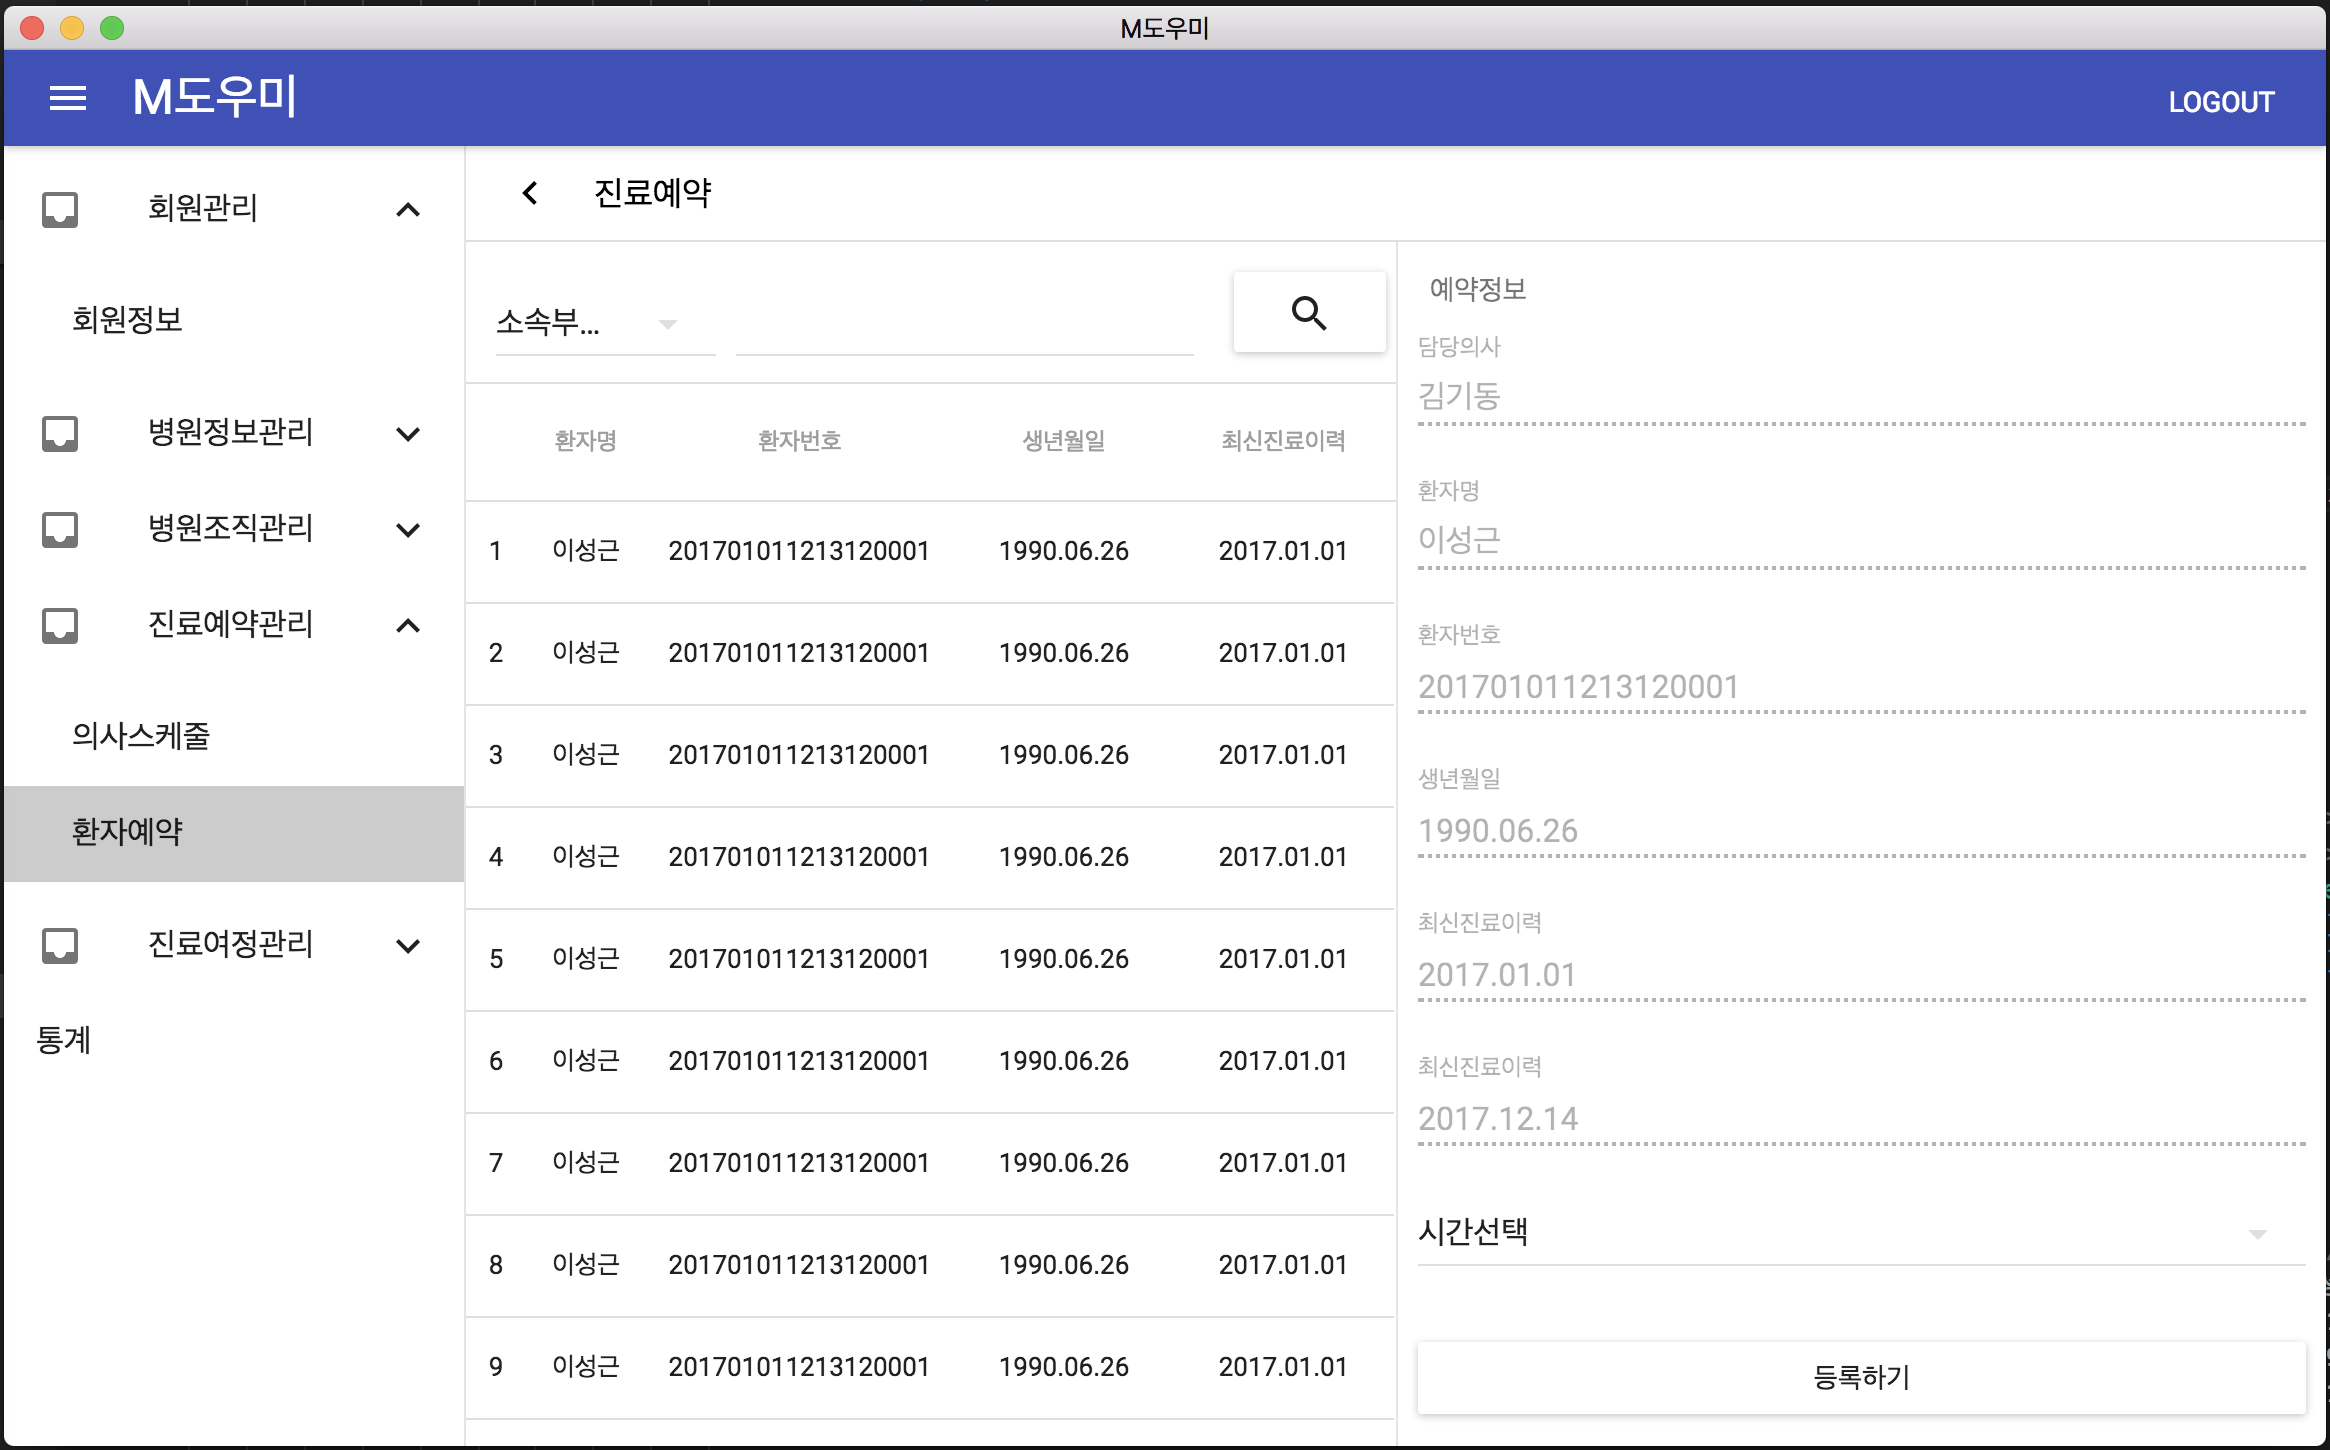 M도우미
M도우미
LOGOUT
회원관리
회원정보
병원정보관리
병원조직관리
진료예약관리
의사스케줄
환자예약
진료여정관리
통계
진료예약
소속부...
환자명 환자번호 생년월일 최신진료이력
1 이성근 201701011213120001 1990.06.26 2017.01.01
2 이성근 201701011213120001 1990.06.26 2017.01.01
3 이성근 201701011213120001 1990.06.26 2017.01.01
4 이성근 201701011213120001 1990.06.26 2017.01.01
5 이성근 201701011213120001 1990.06.26 2017.01.01
6 이성근 201701011213120001 1990.06.26 2017.01.01
7 이성근 201701011213120001 1990.06.26 2017.01.01
8 이성근 201701011213120001 1990.06.26 2017.01.01
9 이성근 201701011213120001 1990.06.26 2017.01.01
예약정보
담당의사
김기동
환자명
이성근
환자번호
201701011213120001
생년월일
1990.06.26
최신진료이력
2017.01.01
최신진료이력
2017.12.14
시간선택
등록하기